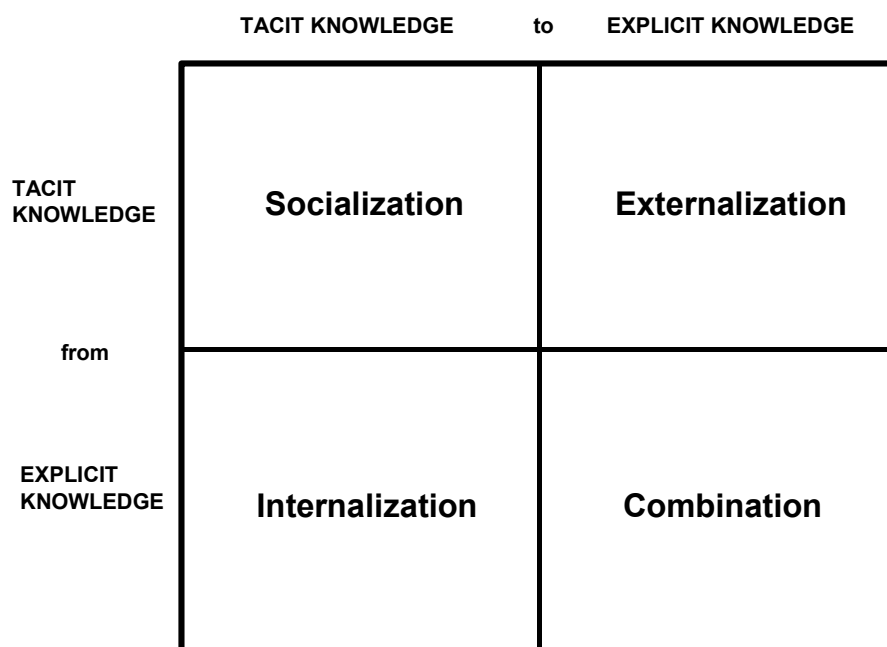 TACIT KNOWLEDGE to EXPLICIT KNOWLEDGE
TACIT
KNOWLEDGE
Socialization Externalization
from
EXPLICIT
KNOWLEDGE
Internalization Combination